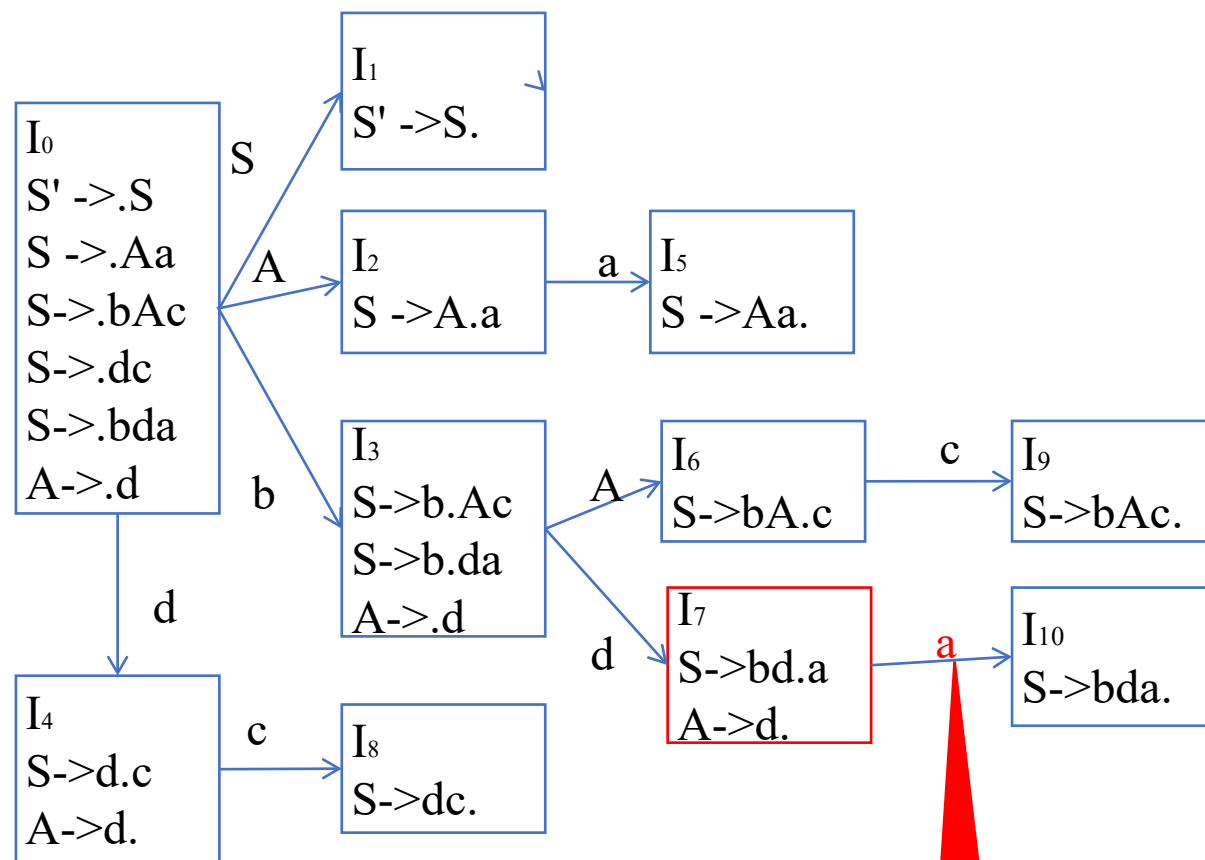 I0
S' ->.S
S ->.Aa
S->.bAc
S->.dc
S->.bda
A->.d
S
I1
S' ->S.
A
I2
S ->A.a
a
I5
S ->Aa.
b
I3
S->b.Ac
S->b.da
A->.d
A
I6
S->bA.c
c
I9
S->bAc.
d
I7
S->bd.a
A->d.
a
I10
S->bda.
d
I4
S->d.c
A->d.
c
I8
S->dc.